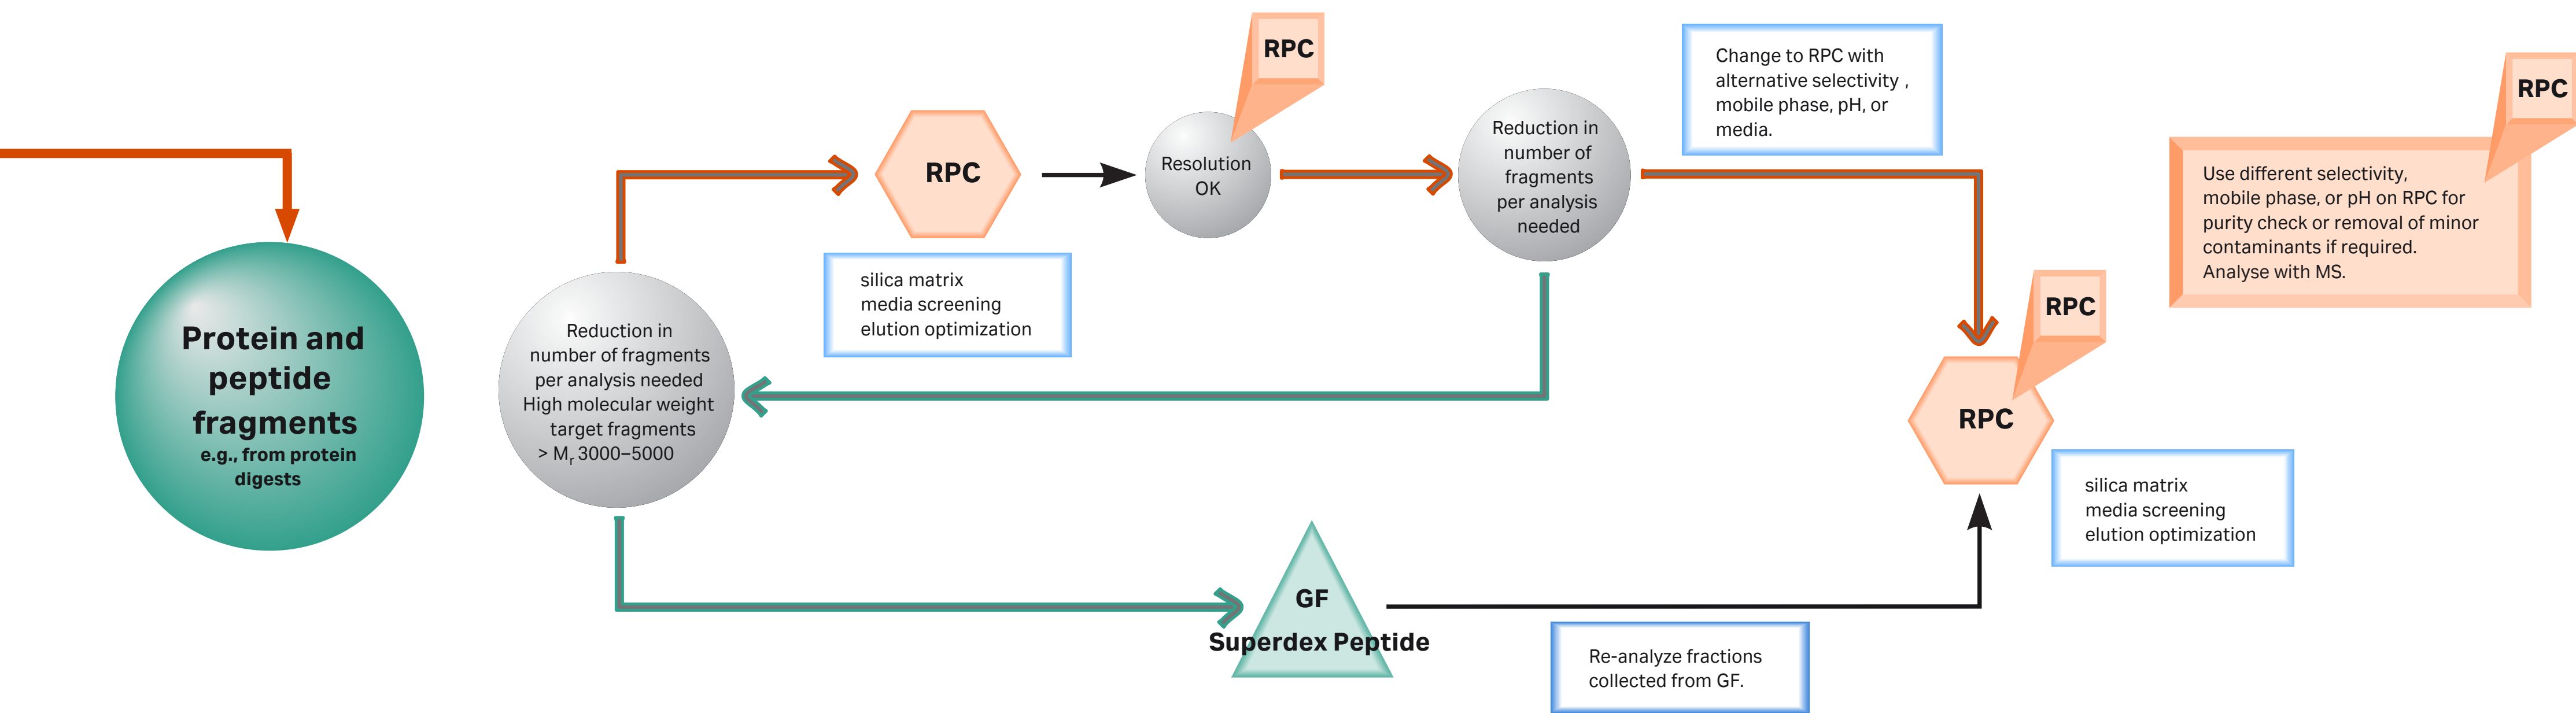 Protein and
peptide
fragments
e.g., from protein
digests
Reduction in
number of fragments
per analysis needed
High molecular weight
target fragments
> Mr 3000–5000
RPC
silica matrix
media screening
elution optimization
RPC
Resolution
OK
Reduction in
number of
fragments
per analysis
needed
Change to RPC with
alternative selectivity ,
mobile phase, pH, or
media.
RPC
RPC
silica matrix
media screening
elution optimization
GF
Superdex Peptide
Re-analyze fractions
collected from GF.
RPC
Use different selectivity,
mobile phase, or pH on RPC for
purity check or removal of minor
contaminants if required.
Analyse with MS.